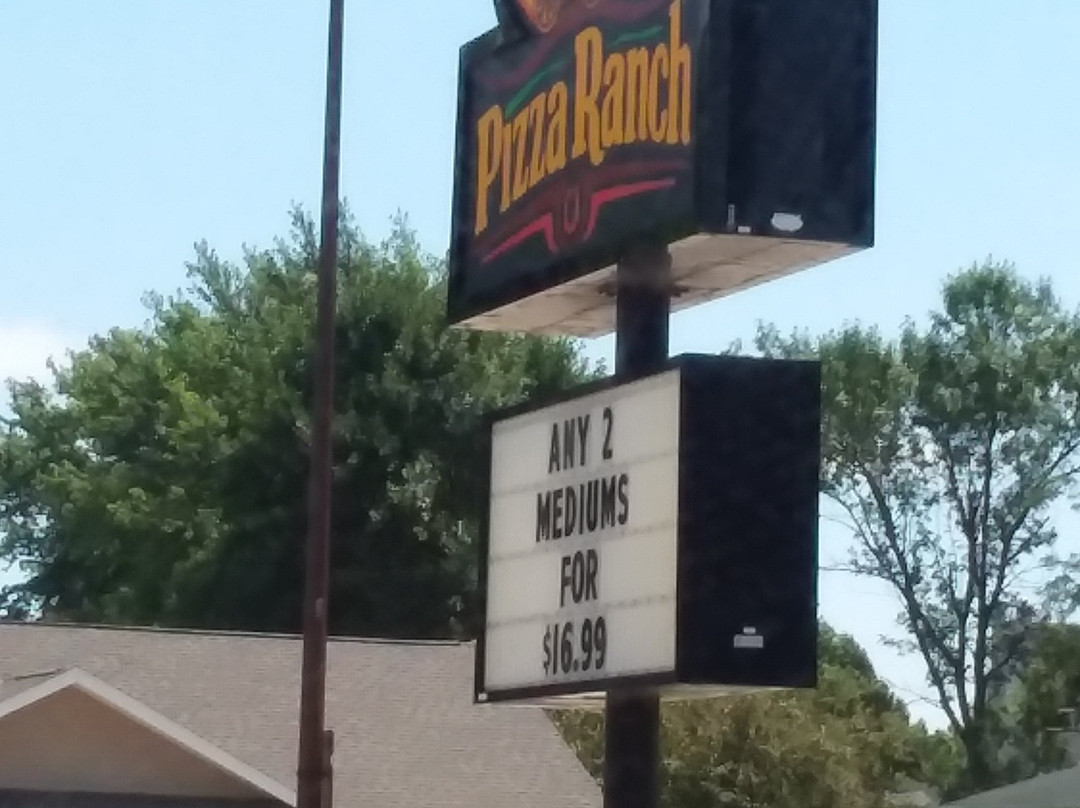 Pizza Ranch
ANY 2
MEDIUMS
FOR
$16.99